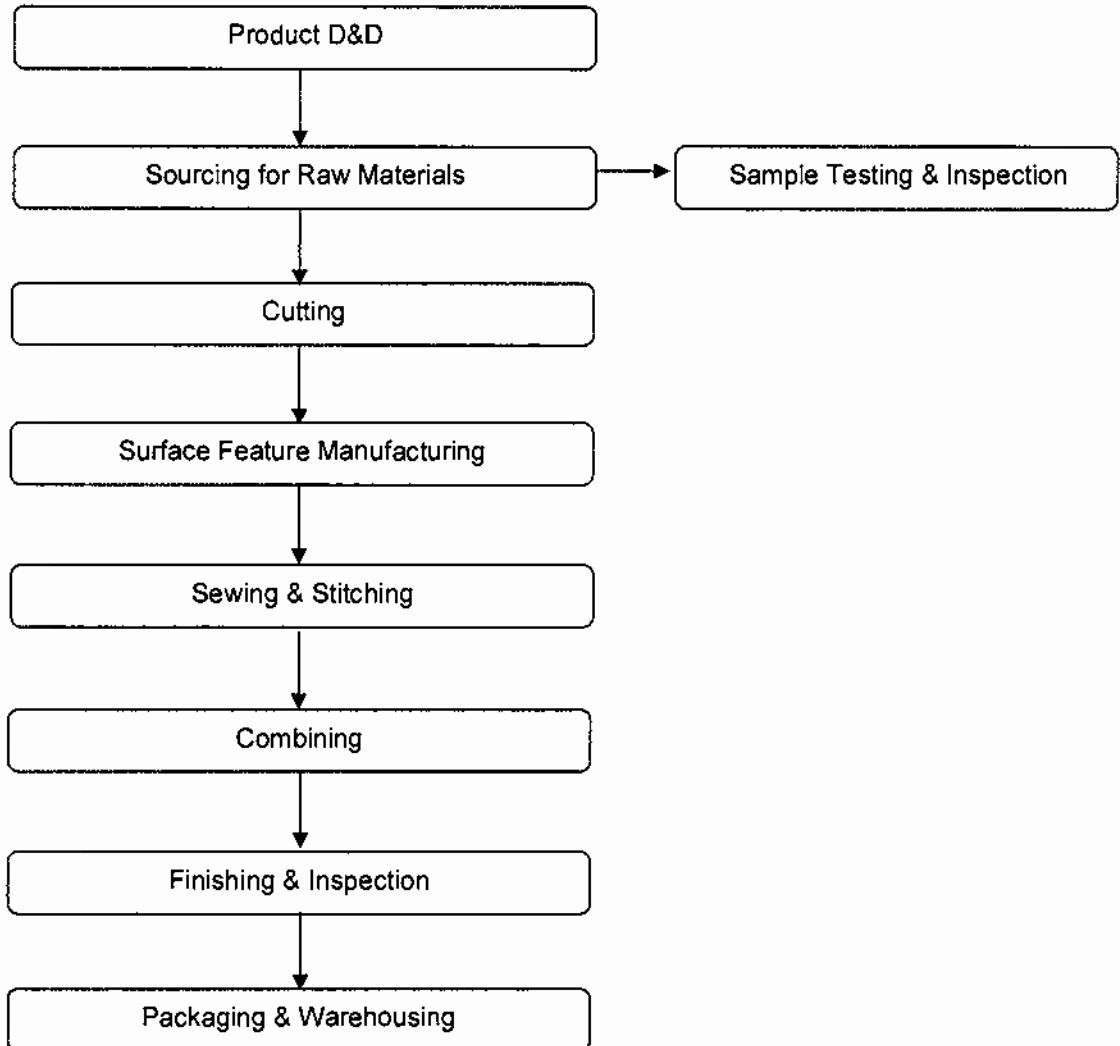 Product D&D
Sourcing for Raw Materials
Sample Testing & Inspection
Cutting
Surface Feature Manufacturing
Sewing & Stitching
Combining
Finishing & Inspection
Packaging & Warehousing